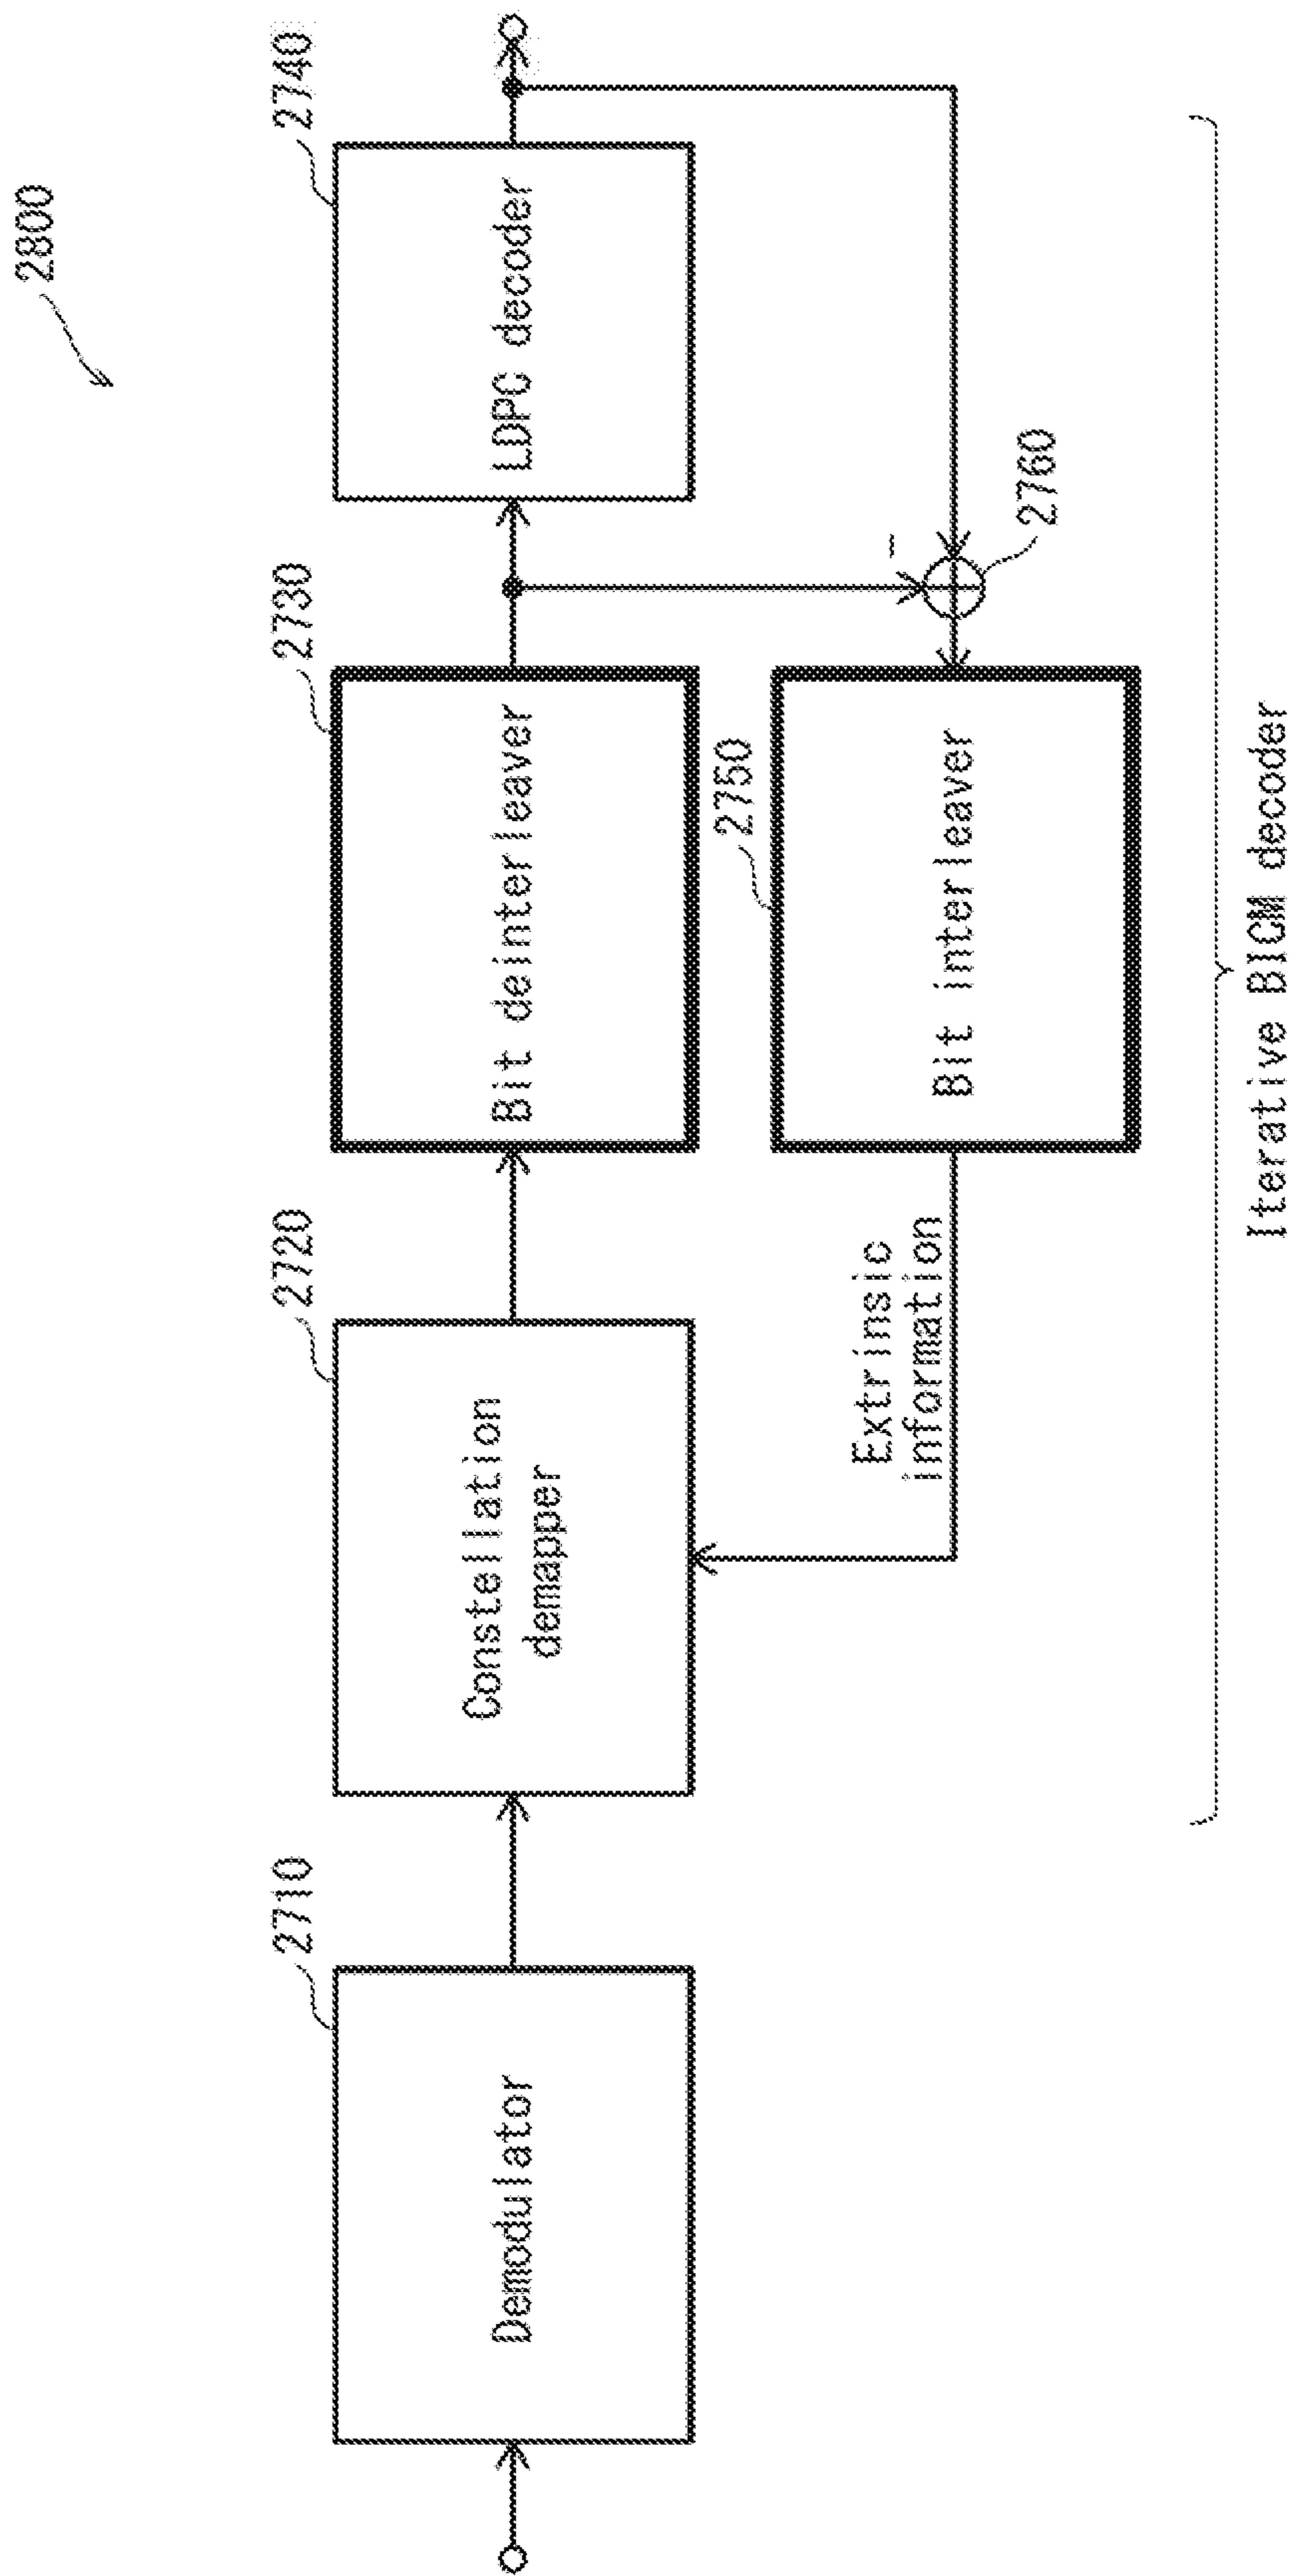 2800
2710
2720
2730
2740
Demodulator
Constellation
demapper
Bit deinterleaver
LDPC decoder
-
2750
2760
Extrinsic
information
Bit interleaver
Iterative BICM decoder